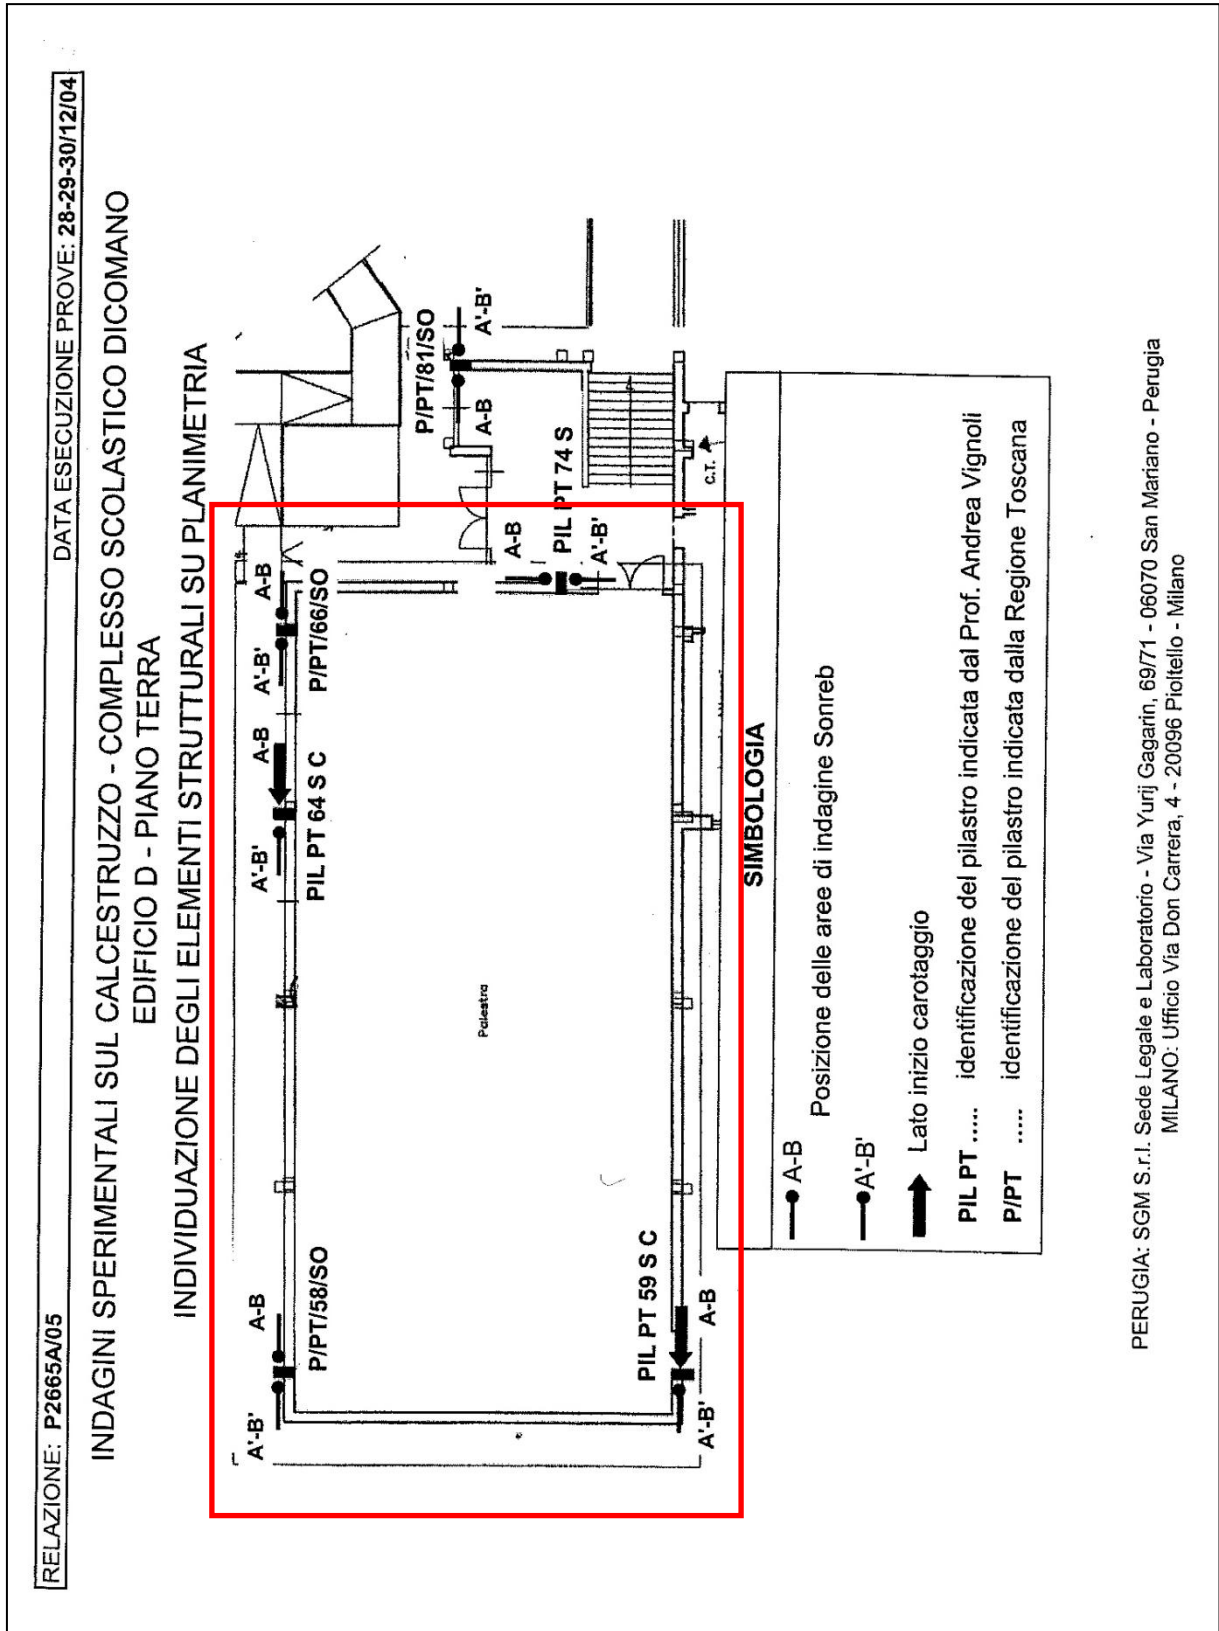 RELAZIONE: P2665A/05
DATA ESECUZIONE PROVE: 28-29-30/12/04
INDAGINI SPERIMENTALI SUL CALCESTRUZZO - COMPLESSO SCOLASTICO DICOMANO
EDIFICIO D - PIANO TERRA
INDIVIDUAZIONE DEGLI ELEMENTI STRUTTURALI SU PLANIMETRIA
A'-B'
A-B
P/PT/58/SO
A'-B'
A-B
PIL PT 64 S C
A'-B'
A-B
P/PT/66/SO
P/PT/81/SO
A-B
A'-B'
Palestra
A-B
PIL PT 74 S
A'-B'
PIL PT 59 S C
A'-B'
A-B
C.T.
SIMBOLOGIA
A-B
Posizione delle aree di indagine Sonreb
A'-B'
Lato inizio carotaggio
PIL PT ..... identificazione del pilastro indicata dal Prof. Andrea Vignoli
P/PT ..... identificazione del pilastro indicata dalla Regione Toscana
PERUGIA: SGM S.r.l. Sede Legale e Laboratorio - Via Yurij Gagarin, 69/71 - 06070 San Mariano - Perugia
MILANO: Ufficio Via Don Carrera, 4 - 20096 Pioltello - Milano